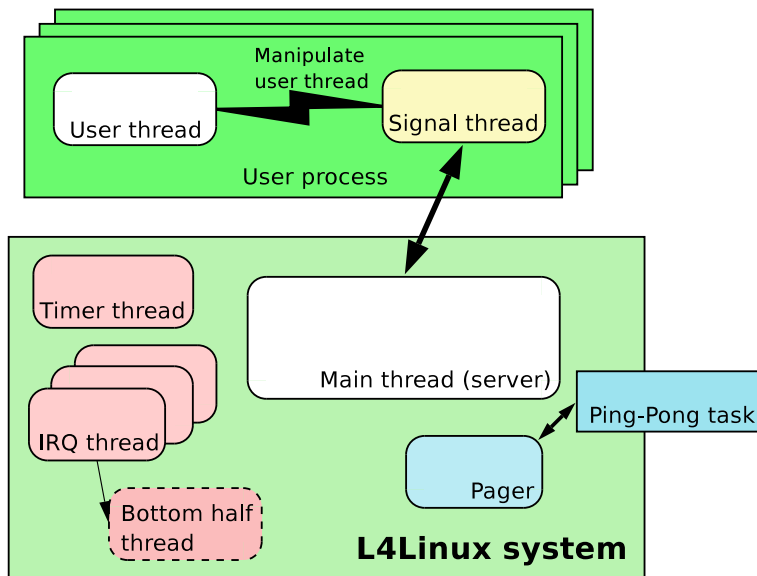 Manipulate
user thread
User thread
Signal thread
User process
Timer thread
Main thread (server)
IRQ thread
Ping-Pong task
Pager
Bottom half
thread
L4Linux system